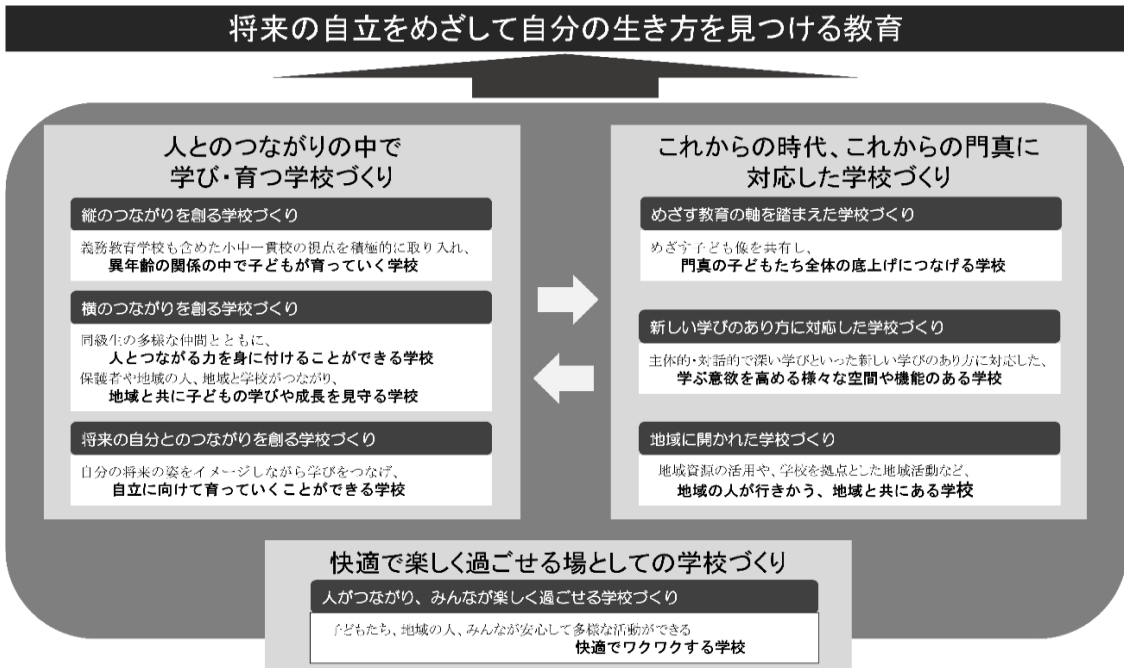 将来の自立をめざして自分の生き方を見つける教育
人とのつながりの中で
学び・育つ学校づくり
縦のつながりを創る学校づくり
義務教育学校も含めた小中一貫校の視点を積極的に取り入れ、
異年齢の関係の中で子どもが育っていく学校
横のつながりを創る学校づくり
同級生の多様な仲間とともに、
人とつながる力を身に付けることができる学校
保護者や地域の人、地域と学校がつながり、
地域と共に子どもの学びや成長を見守る学校
将来の自分とのつながりを創る学校づくり
自分の将来の姿をイメージしながら学びをつなげ、
自立に向けて育っていくことができる学校
これからの時代、これからの門真に
対応した学校づくり
めざす教育の軸を踏まえた学校づくり
めざす子ども像を共有し、
門真の子どもたち全体の底上げにつなげる学校
新しい学びのあり方に対応した学校づくり
主体的・対話的で深い学びといった新しい学びのあり方に対応した、
学ぶ意欲を高める様々な空間や機能のある学校
地域に開かれた学校づくり
地域資源の活用や、学校を拠点とした地域活動など、
地域の人が行きかう、地域と共にある学校
快適で楽しく過ごせる場としての学校づくり
人がつながり、みんなが楽しく過ごせる学校づくり
子どもたち、地域の人、みんなが安心して多様な活動ができる
快適でワクワクする学校